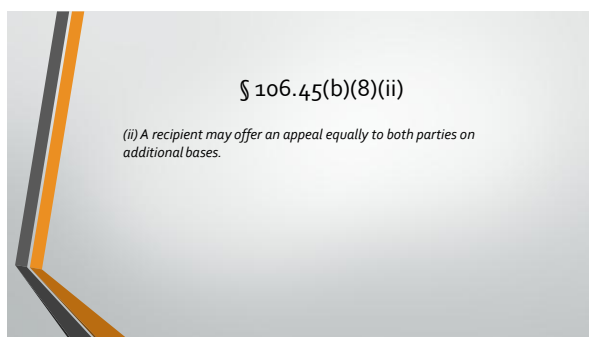 § 106.45(b)(8)(ii)
(ii) A recipient may offer an appeal equally to both parties on
additional bases.